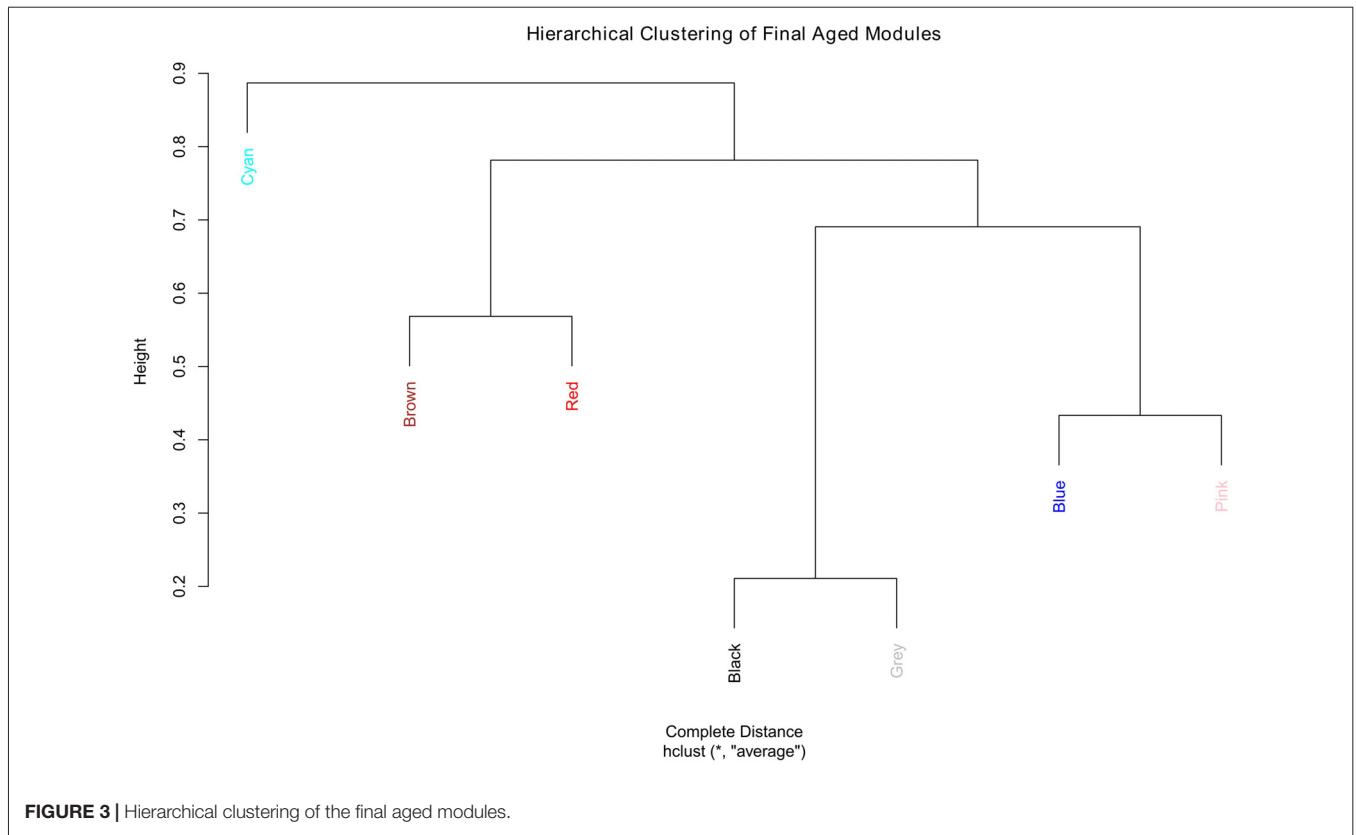 Hierarchical Clustering of Final Aged Modules
Height
0.9
0.8
0.7
0.6
0.5
0.4
0.3
0.2
Cyan
Brown
Red
Black
Grey
Blue
Pink
Complete Distance
hclust (*, "average")
FIGURE 3 | Hierarchical clustering of the final aged modules.